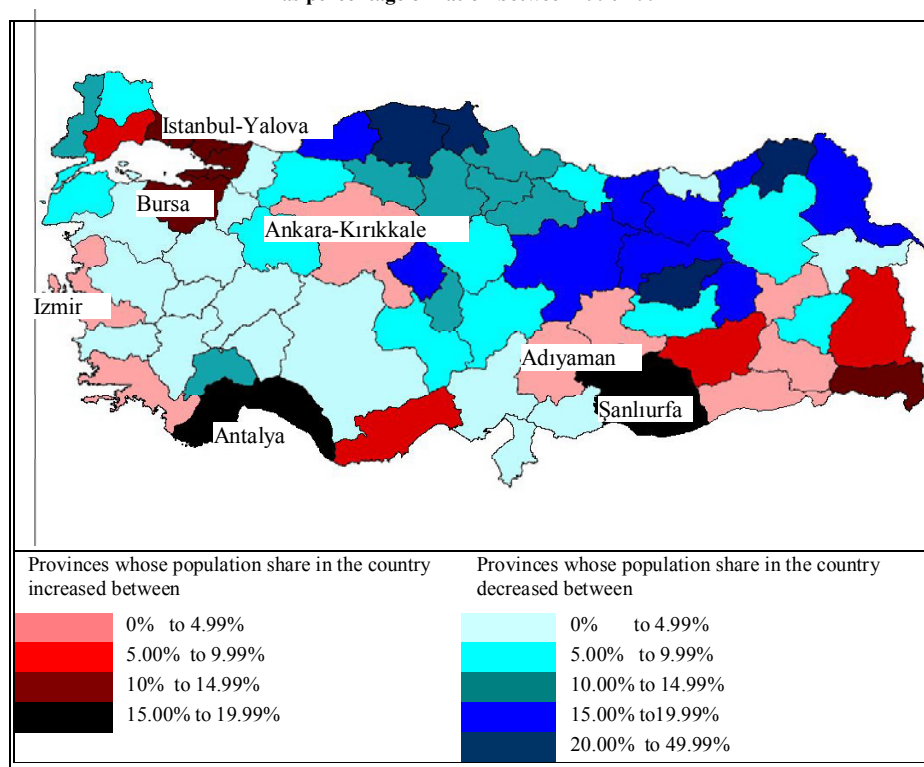 Istanbul-Yalova
Bursa
Ankara-Kırıkkale
Izmir
Adıyaman
Şanlıurfa
Antalya
Provinces whose population share in the country
increased between
0% to 4.99%
5.00% to 9.99%
10% to 14.99%
15.00% to 19.99%
Provinces whose population share in the country
decreased between
0% to 4.99%
5.00% to 9.99%
10.00% to 14.99%
15.00% to19.99%
20.00% to 49.99%